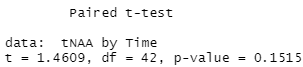 Paired t-test
data:  tNAA by Time
t = 1.4609, df = 42, p-value = 0.1515